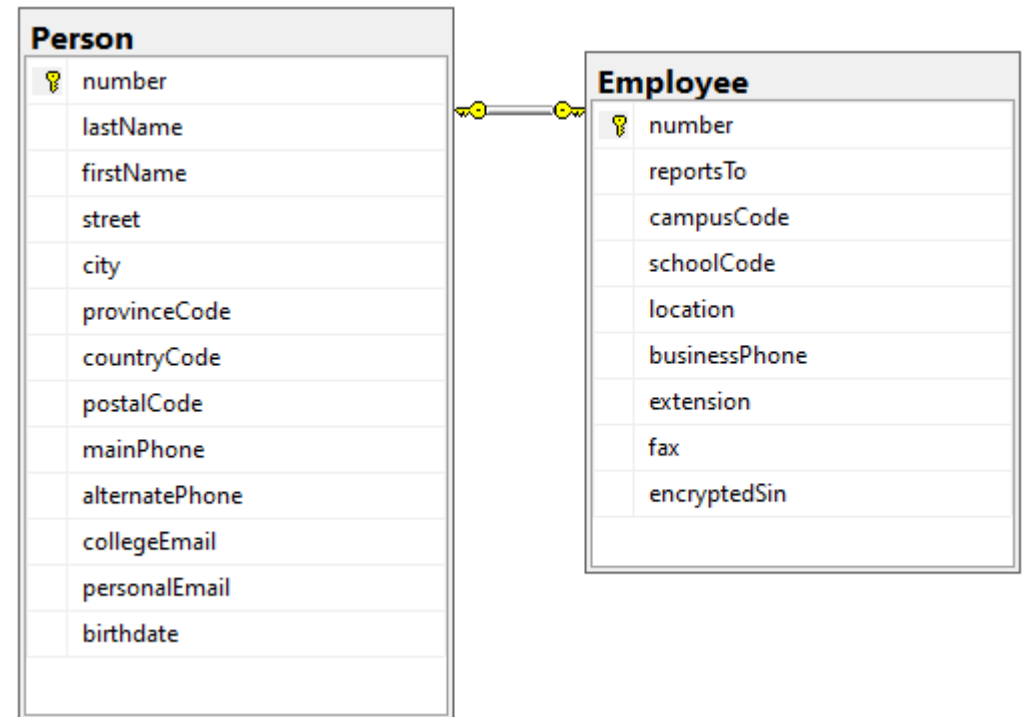 Person
number
lastName
firstName
street
city
provinceCode
countryCode
postalCode
mainPhone
alternatePhone
collegeEmail
personalEmail
birthdate
Employee
number
reportsTo
campusCode
schoolCode
location
businessPhone
extension
fax
encryptedSin